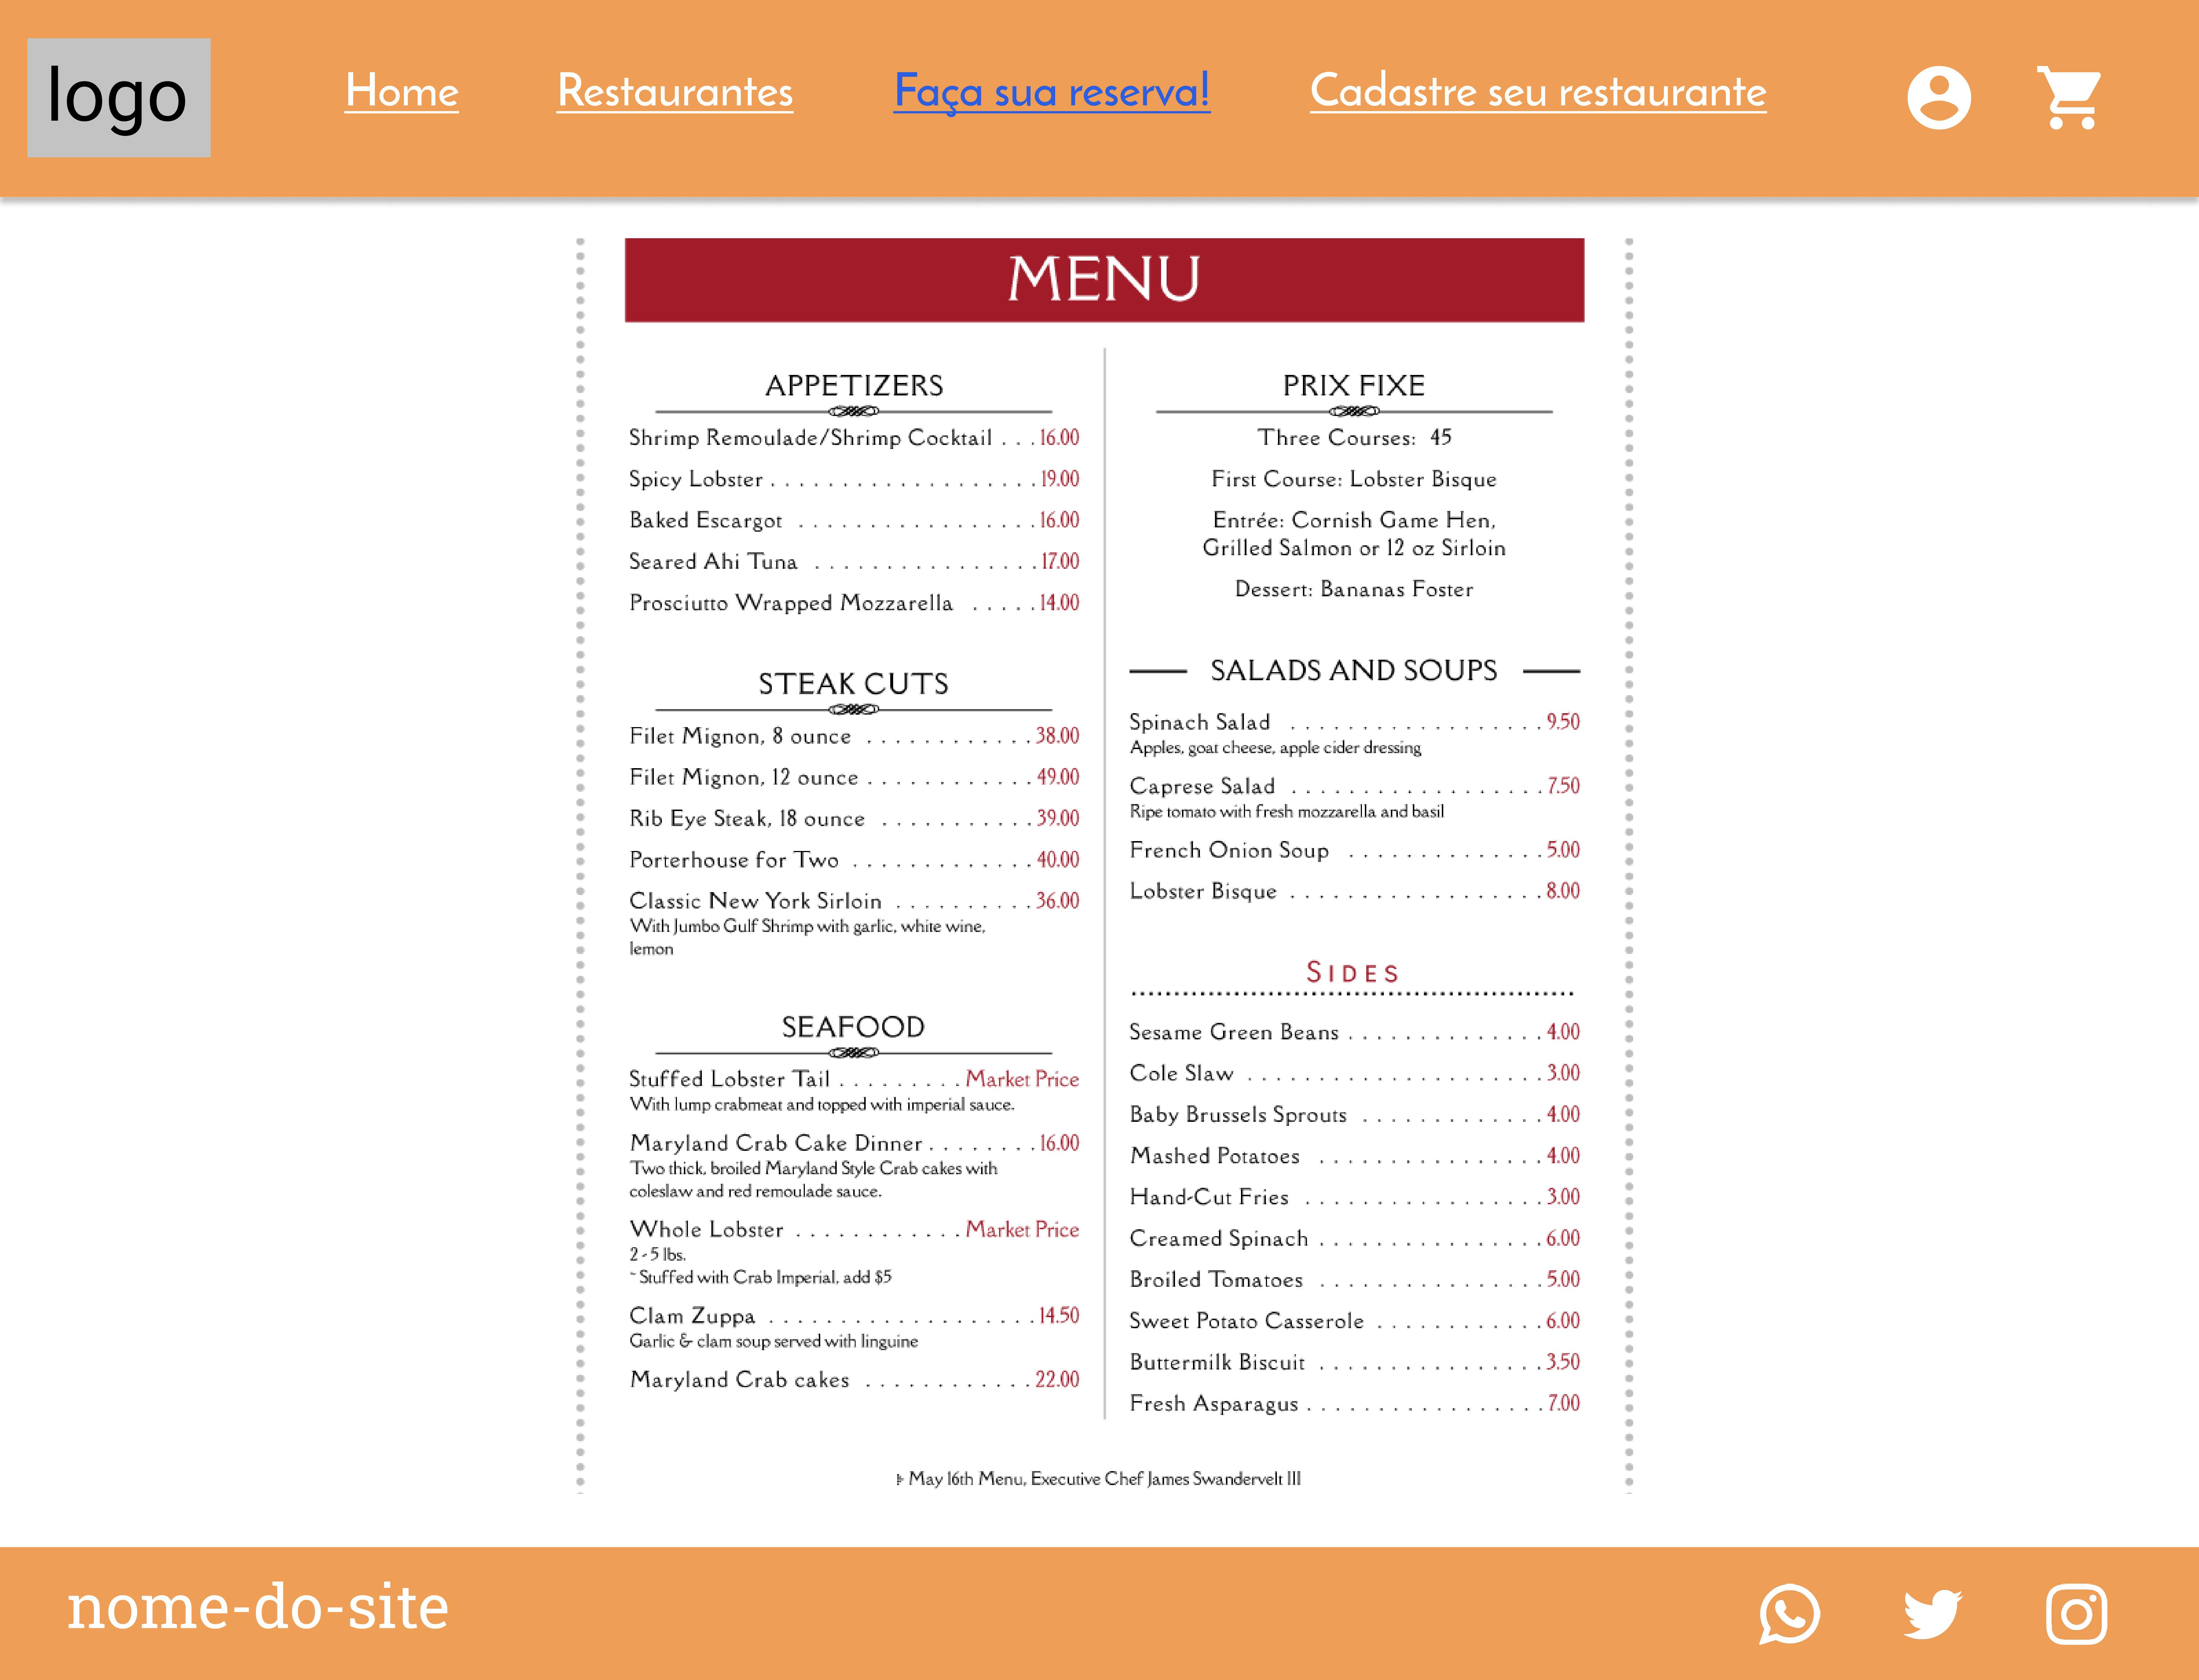 logo
Home
Restaurantes
Faça sua reserva!
Cadastre seu restaurante
MENU
APPETIZERS
Shrimp Remoulade/Shrimp Cocktail . . . 16.00
Spicy Lobster . . . . . . . . . . . . . . . . . . . 19.00
Baked Escargot . . . . . . . . . . . . . . . . . 16.00
Seared Ahi Tuna . . . . . . . . . . . . . . . . 17.00
Prosciutto Wrapped Mozzarella . . . . . 14.00
STEAK CUTS
Filet Mignon, 8 ounce . . . . . . . . . . . . 38.00
Filet Mignon, 12 ounce . . . . . . . . . . . . 49.00
Rib Eye Steak, 18 ounce . . . . . . . . . . . 39.00
Porterhouse for Two . . . . . . . . . . . . . 40.00
Classic New York Sirloin . . . . . . . . . . 36.00
With Jumbo Gulf Shrimp with garlic, white wine,
lemon
SEAFOOD
Stuffed Lobster Tail . . . . . . . . . Market Price
With lump crabmeat and topped with imperial sauce.
Maryland Crab Cake Dinner . . . . . . . . 16.00
Two thick, broiled Maryland Style Crab cakes with
coleslaw and red remoulade sauce.
Whole Lobster . . . . . . . . . . . . Market Price
2 - 5 lbs.
~ Stuffed with Crab Imperial, add $5
Clam Zuppa . . . . . . . . . . . . . . . . . . . 14.50
Garlic & clam soup served with linguine
Maryland Crab cakes . . . . . . . . . . . . 22.00
PRIX FIXE
Three Courses: 45
First Course: Lobster Bisque
Entrée: Cornish Game Hen,
Grilled Salmon or 12 oz Sirloin
Dessert: Bananas Foster
SALADS AND SOUPS
Spinach Salad . . . . . . . . . . . . . . . . . . 9.50
Apples, goat cheese, apple cider dressing
Caprese Salad . . . . . . . . . . . . . . . . . . 7.50
Ripe tomato with fresh mozzarella and basil
French Onion Soup . . . . . . . . . . . . . . 5.00
Lobster Bisque . . . . . . . . . . . . . . . . . . 8.00
SIDES
Sesame Green Beans . . . . . . . . . . . . . . 4.00
Cole Slaw . . . . . . . . . . . . . . . . . . . . . 3.00
Baby Brussels Sprouts . . . . . . . . . . . . . 4.00
Mashed Potatoes . . . . . . . . . . . . . . . . 4.00
Hand-Cut Fries . . . . . . . . . . . . . . . . . 3.00
Creamed Spinach . . . . . . . . . . . . . . . . 6.00
Broiled Tomatoes . . . . . . . . . . . . . . . . 5.00
Sweet Potato Casserole . . . . . . . . . . . . 6.00
Buttermilk Biscuit . . . . . . . . . . . . . . . . 3.50
Fresh Asparagus . . . . . . . . . . . . . . . . . 7.00
May 16th Menu, Executive Chef James Swandervelt III
nome-do-site